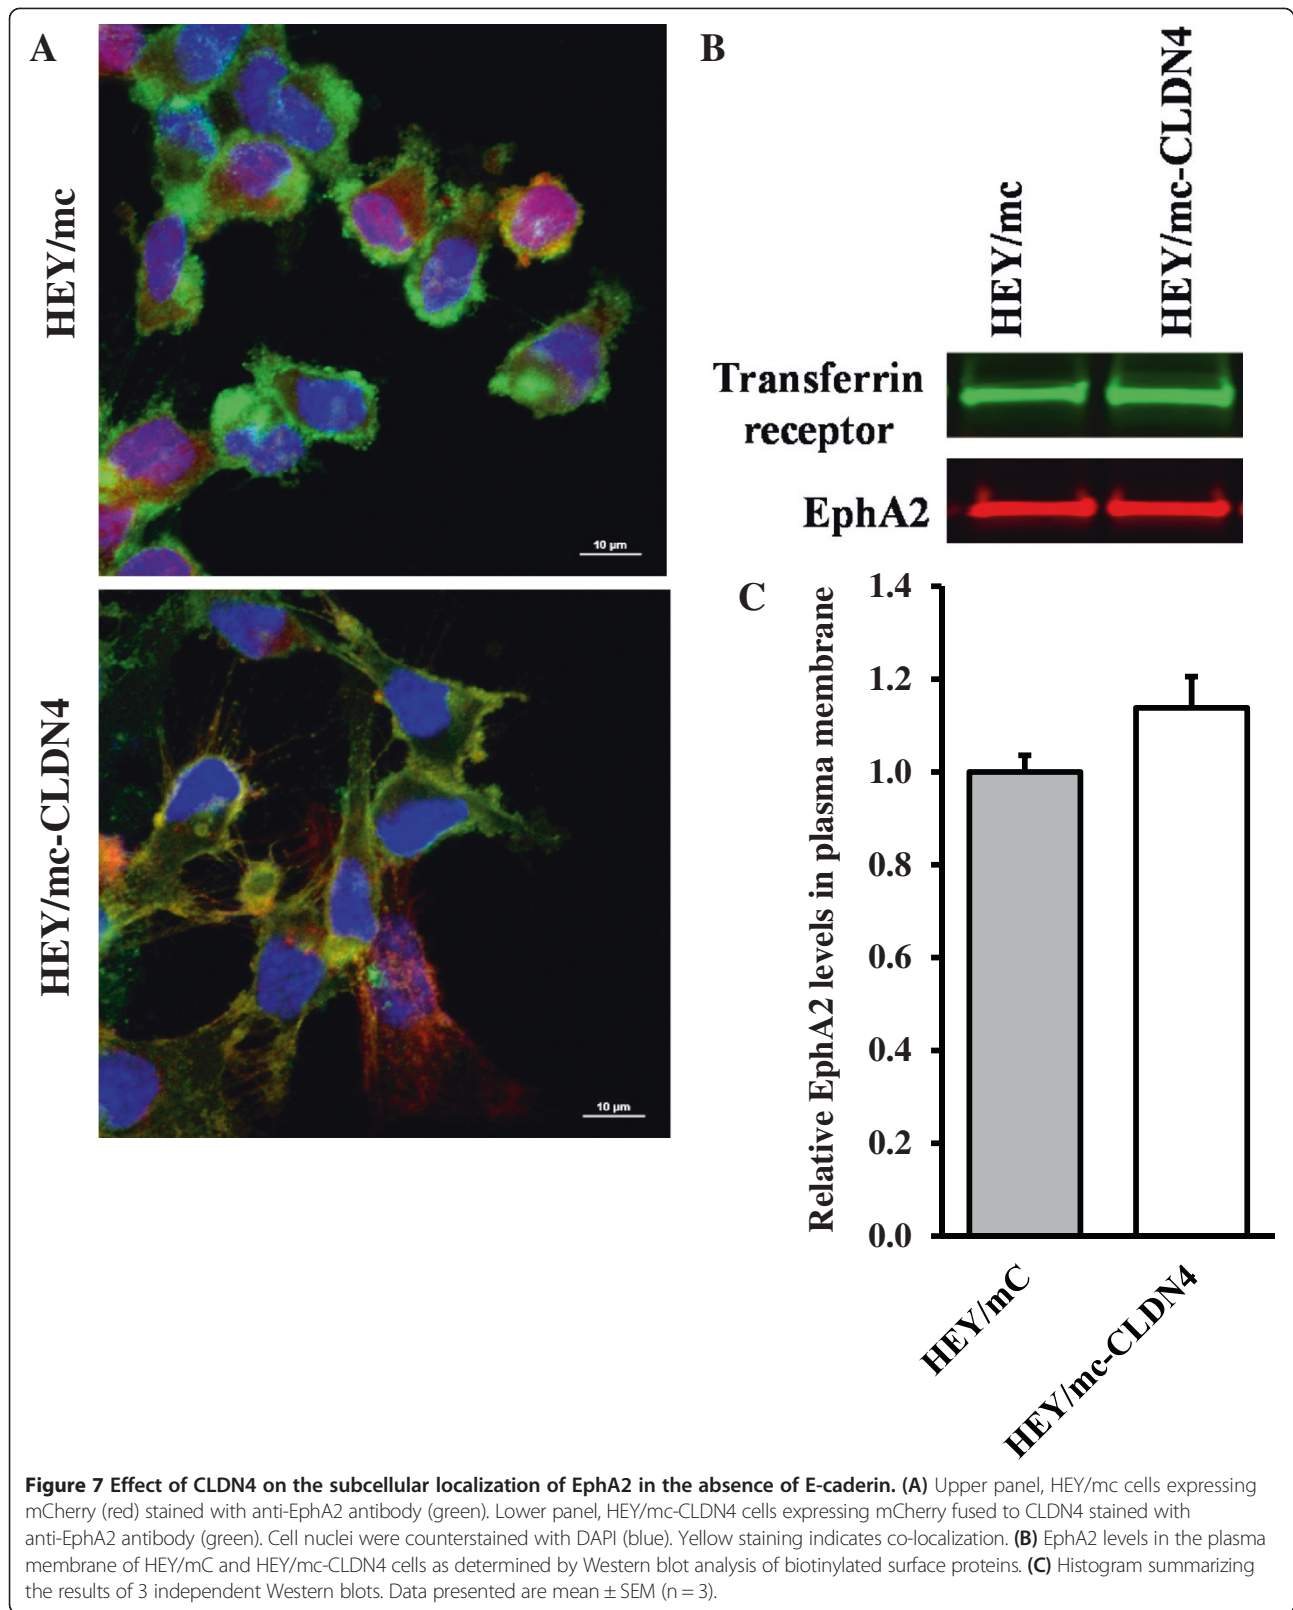 A
HEY/mc
10 µm
HEY/mc-CLDN4
10 µm
B
HEY/mc
HEY/mc-CLDN4
Transferrin
receptor
EphA2
C
Relative EphA2 levels in plasma membrane
1.4
1.2
1.0
0.8
0.6
0.4
0.2
0.0
HEY/mC
HEY/mc-CLDN4
Figure 7 Effect of CLDN4 on the subcellular localization of EphA2 in the absence of E-caderin. (A) Upper panel, HEY/mc cells expressing
mCherry (red) stained with anti-EphA2 antibody (green). Lower panel, HEY/mc-CLDN4 cells expressing mCherry fused to CLDN4 stained with
anti-EphA2 antibody (green). Cell nuclei were counterstained with DAPI (blue). Yellow staining indicates co-localization. (B) EphA2 levels in the plasma
membrane of HEY/mC and HEY/mc-CLDN4 cells as determined by Western blot analysis of biotinylated surface proteins. (C) Histogram summarizing
the results of 3 independent Western blots. Data presented are mean ± SEM (n = 3).